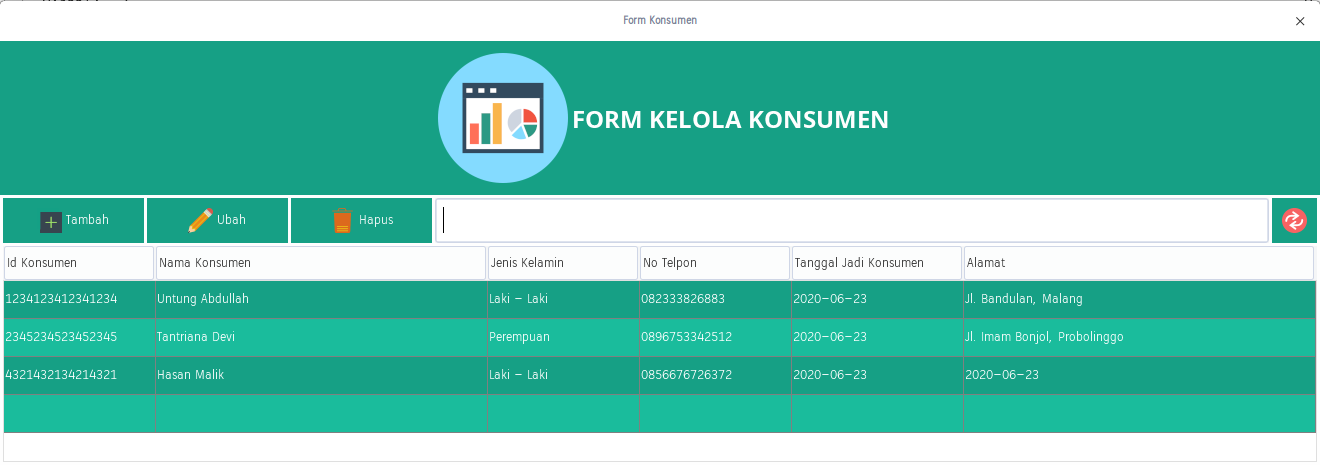 Form Konsumen
FORM KELOLA KONSUMEN
Tambah Ubah Hapus
Id Konsumen Nama Konsumen Jenis Kelamin No Telpon Tanggal Jadi Konsumen Alamat
1234123412341234 Untung Abdullah Laki - Laki 082333826883 2020-06-23 Jl. Bandulan, Malang
2345234523452345 Tantriana Devi Perempuan 0896753342512 2020-06-23 Jl. Imam Bonjol, Probolinggo
4321432134214321 Hasan Malik Laki - Laki 0856676726372 2020-06-23 2020-06-23